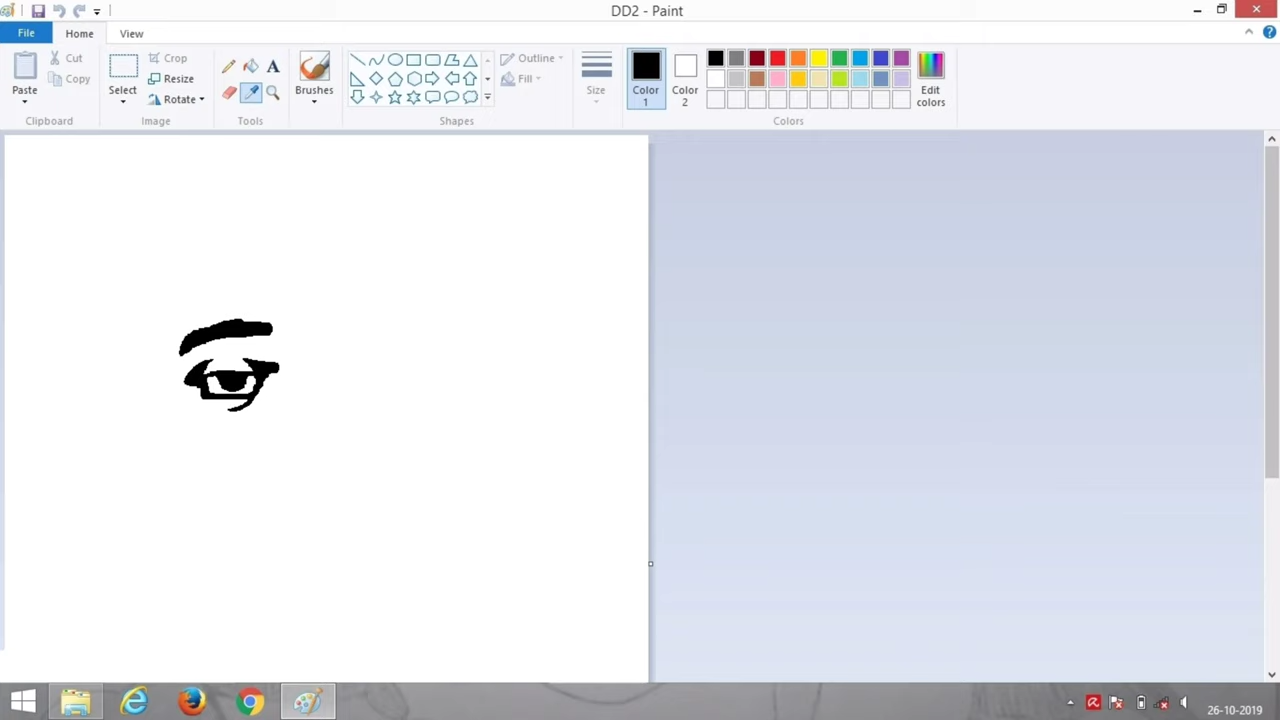 DD2 - Paint
File Home View
Paste
Cut
Copy
Clipboard
Select
Crop
Resize
Rotate
Image
A
Tools
Brushes
Shapes
Outline
Fill
Size
Color
1
Color
2
Edit
colors
Colors
26-10-2019